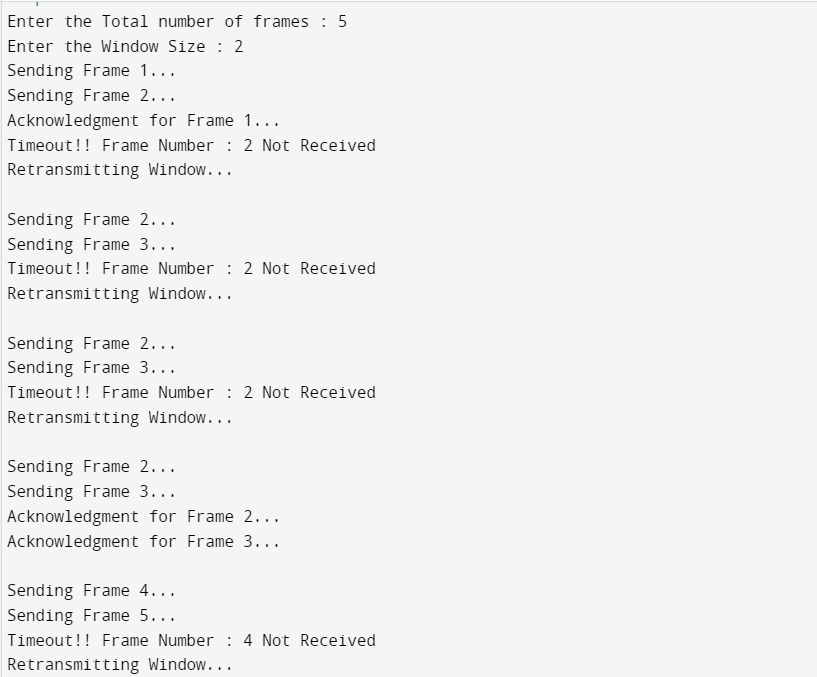 Enter the Total number of frames : 5
Enter the Window Size : 2
Sending Frame 1...
Sending Frame 2...
Acknowledgment for Frame 1...
Timeout!! Frame Number : 2 Not Received
Retransmitting Window...

Sending Frame 2...
Sending Frame 3...
Timeout!! Frame Number : 2 Not Received
Retransmitting Window...

Sending Frame 2...
Sending Frame 3...
Timeout!! Frame Number : 2 Not Received
Retransmitting Window...

Sending Frame 2...
Sending Frame 3...
Acknowledgment for Frame 2...
Acknowledgment for Frame 3...

Sending Frame 4...
Sending Frame 5...
Timeout!! Frame Number : 4 Not Received
Retransmitting Window...